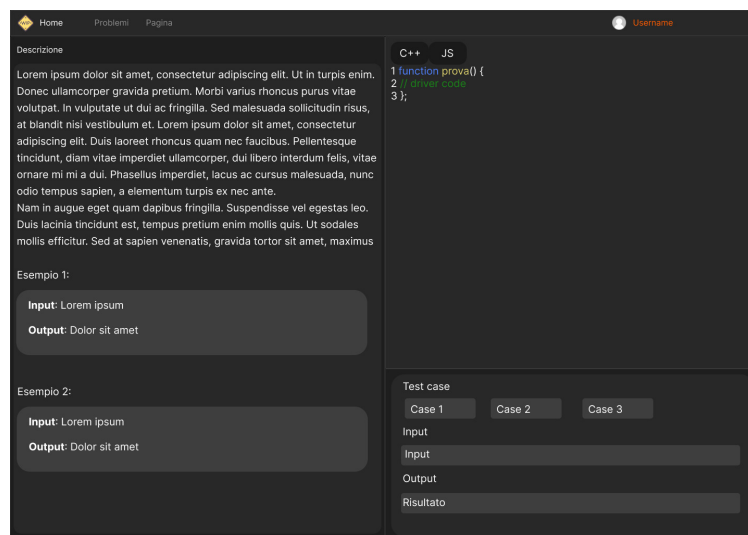 Home Problemi Pagina Username
Descrizione
Lorem ipsum dolor sit amet, consectetur adipiscing elit. Ut in turpis enim.
Donec ullamcorper gravida pretium. Morbi varius rhoncus purus vitae
volutpat. In vulputate ut dui ac fringilla. Sed malesuada sollicitudin risus,
at blandit nisi vestibulum et. Lorem ipsum dolor sit amet, consectetur
adipiscing elit. Duis laoreet rhoncus quam nec faucibus. Pellentesque
tincidunt, diam vitae imperdiet ullamcorper, dui libero interdum felis, vitae
ornare mi mi a dui. Phasellus imperdiet, lacus ac cursus malesuada, nunc
odio tempus sapien, a elementum turpis ex nec ante.
Nam in augue eget quam dapibus fringilla. Suspendisse vel egestas leo.
Duis lacinia tincidunt est, tempus pretium enim mollis quis. Ut sodales
mollis efficitur. Sed at sapien venenatis, gravida tortor sit amet, maximus
Esempio 1:
Input: Lorem ipsum
Output: Dolor sit amet
Esempio 2:
Input: Lorem ipsum
Output: Dolor sit amet
C++ JS
1 function prova() {
2 // driver code
3 };
Test case
Case 1 Case 2 Case 3
Input
Input
Output
Risultato